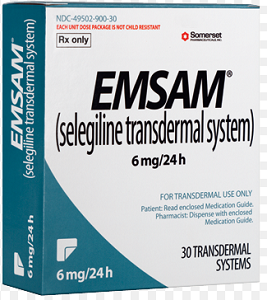 NDC-49502-900-30
EACH UNIT DOSE PACKAGE IS NOT CHILD RESISTANT
Rx only
Somerset
PHARMACEUTICALS, INC.
EMSAM®
(selegiline transdermal system)
6 mg/24 h
FOR TRANSDERMAL USE ONLY
Patient: Read enclosed Medication Guide.
Pharmacist: Dispense with enclosed
Medication Guide.
30 TRANSDERMAL
SYSTEMS
EMSAM®
(selegiline transdermal system)
6 mg/24 h